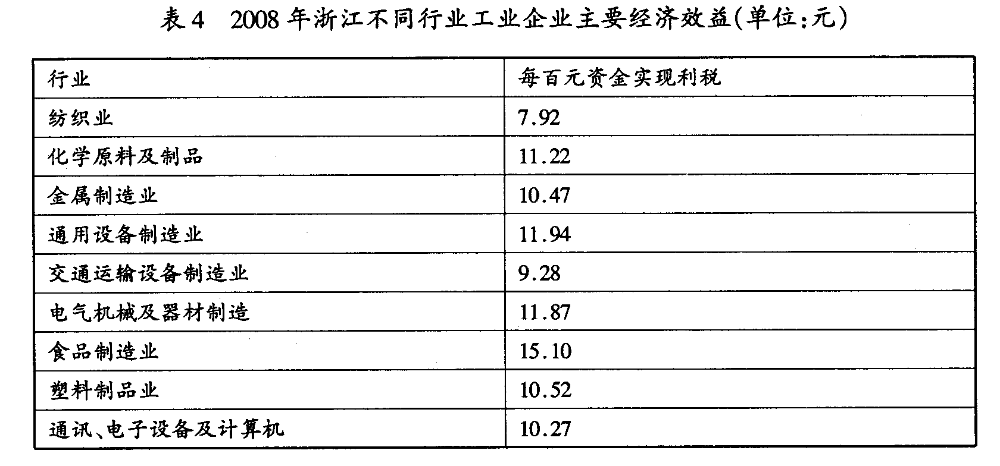 表4 2008年浙江不同行业工业企业主要经济效益(单位:元)
行业 每百元资金实现利税
纺织业 7.92
化学原料及制品 11.22
金属制造业 10.47
通用设备制造业 11.94
交通运输设备制造业 9.28
电气机械及器材制造 11.87
食品制造业 15.10
塑料制品业 10.52
通讯、电子设备及计算机 10.27